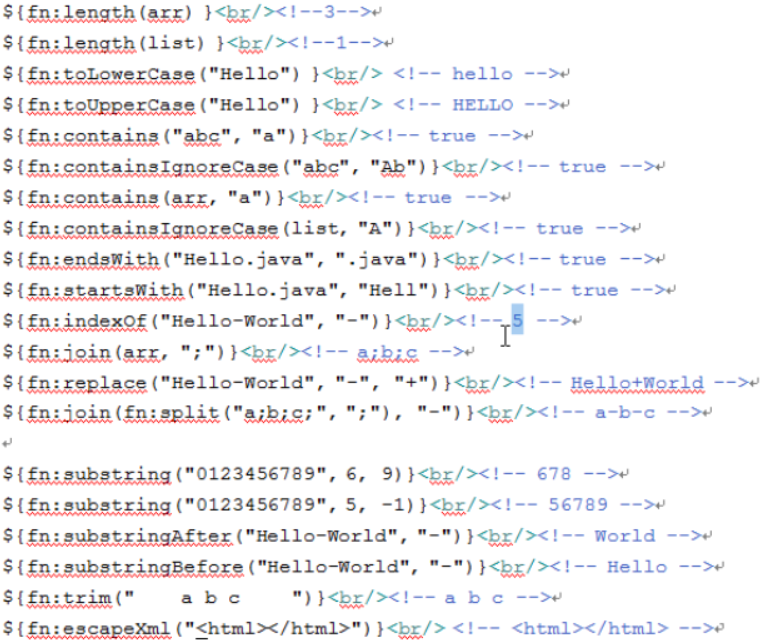 ${fn:length(arr) }<br/><!--3-->↵
${fn:length(list) }<br/><!--1-->↵
${fn:toLowerCase("Hello") }<br/> <!-- hello -->↵
${fn:toUpperCase("Hello") }<br/> <!-- HELLO -->↵
${fn:contains("abc", "a")}<br/><!-- true -->↵
${fn:containsIgnoreCase("abc", "Ab")}<br/><!-- true -->↵
${fn:contains(arr, "a")}<br/><!-- true -->↵
${fn:containsIgnoreCase(list, "A")}<br/><!-- true -->↵
${fn:endsWith("Hello.java", ".java")}<br/><!-- true -->↵
${fn:startsWith("Hello.java", "Hell")}<br/><!-- true -->↵
${fn:indexOf("Hello-World", "-")}<br/><!-- 5 -->↵
${fn:join(arr, ";")}<br/><!-- a;b;c -->↵
${fn:replace("Hello-World", "-", "+")}<br/><!-- Hello+World -->↵
${fn:join(fn:split("a;b;c;", ";"), "-")}<br/><!-- a-b-c -->↵
↵
${fn:substring("0123456789", 6, 9)}<br/><!-- 678 -->↵
${fn:substring("0123456789", 5, -1)}<br/><!-- 56789 -->↵
${fn:substringAfter("Hello-World", "-")}<br/><!-- World -->↵
${fn:substringBefore("Hello-World", "-")}<br/><!-- Hello -->↵
${fn:trim("    a b c    ")}<br/><!-- a b c -->↵
${fn:escapeXml("<html></html>")}<br/> <!-- <html></html> -->↵